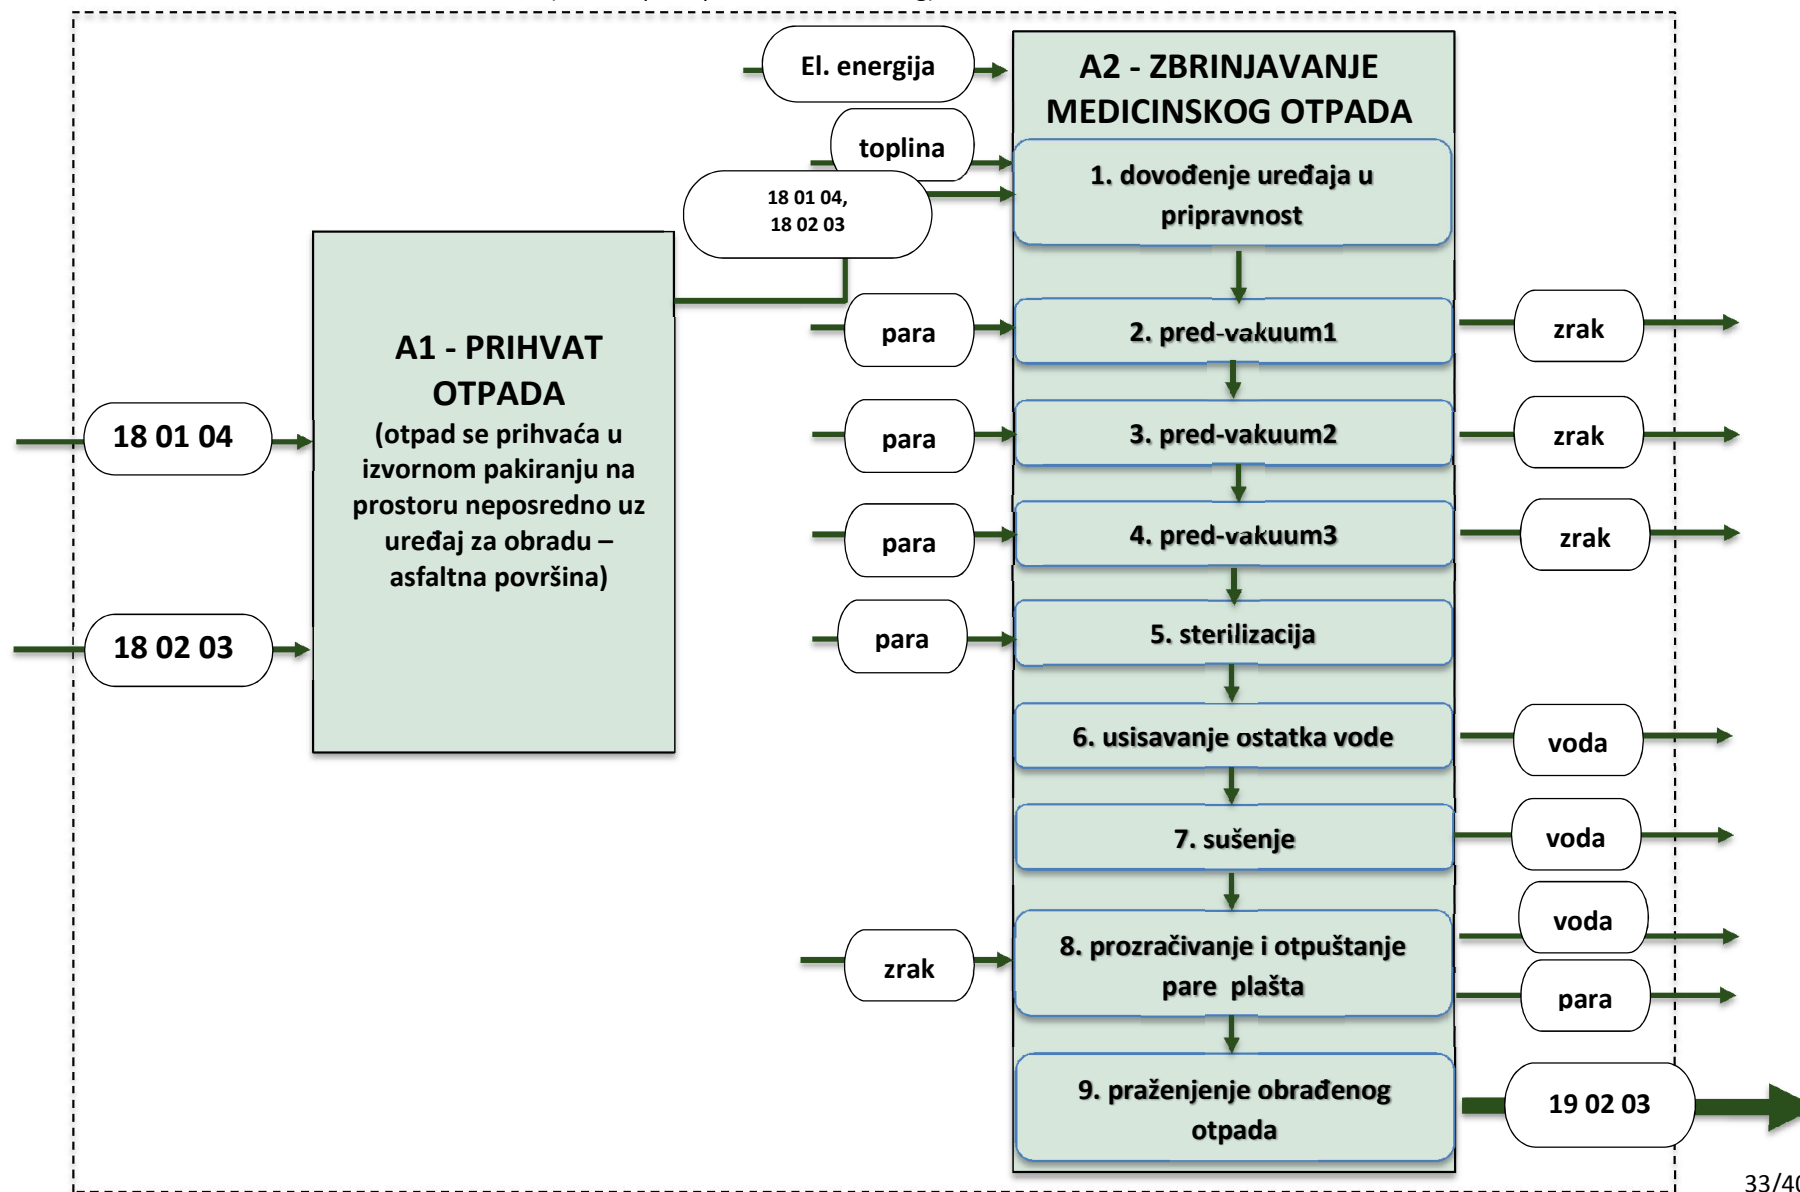 El. energija
A2 - ZBRINJAVANJE
MEDICINSKOG OTPADA
toplina
18 01 04,
18 02 03
1. dovođenje uređaja u
pripravnost
A1 - PRIHVAT
OTPADA
(otpad se prihvaća u
izvornom pakiranju na
prostoru neposredno uz
uređaj za obradu –
asfaltna površina)
18 01 04
18 02 03
para
2. pred-vakuum1
zrak
para
3. pred-vakuum2
zrak
para
4. pred-vakuum3
zrak
para
5. sterilizacija
6. usisavanje ostatka vode
voda
7. sušenje
voda
zrak
8. prozračivanje i otpuštanje
pare plašta
voda
para
9. praženjenje obrađenog
otpada
19 02 03